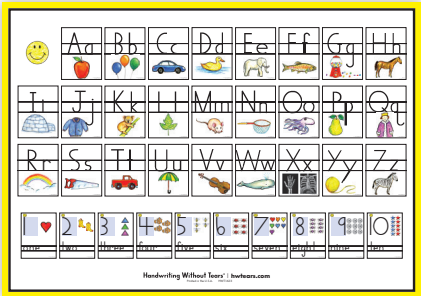 Aa Bb Cc Dd Ee Ff Gg Hh
Ii Jj Kk Ll Mm Nn Oo Pp Qq
Rr Ss Tt Uu Vv Ww Xx Yy Zz
1 2 3 4 5 6 7 8 9 10
one two three four five six seven eight nine ten
Handwriting Without Tears® | hwtears.com